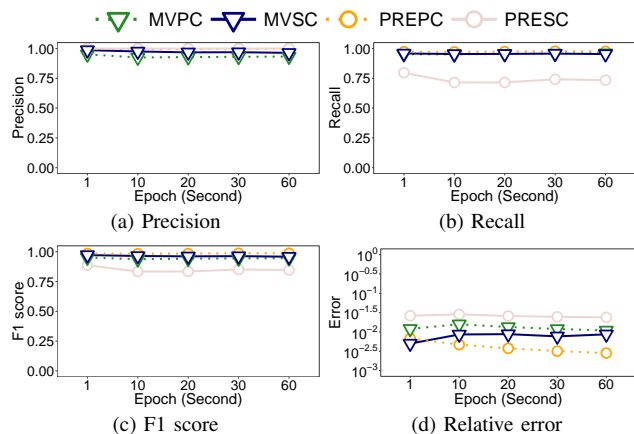 MVPC MVSC PREPC PRESC
Precision
1.00
0.75
0.50
0.25
0.00
1 10 20 30 60
Epoch (Second)
(a) Precision
Recall
1.00
0.75
0.50
0.25
0.00
1 10 20 30 60
Epoch (Second)
(b) Recall
F1 score
1.00
0.75
0.50
0.25
0.00
1 10 20 30 60
Epoch (Second)
(c) F1 score
Error
10^0
10^-0.5
10^-1
10^-1.5
10^-2
10^-2.5
10^-3
1 10 20 30 60
Epoch (Second)
(d) Relative error